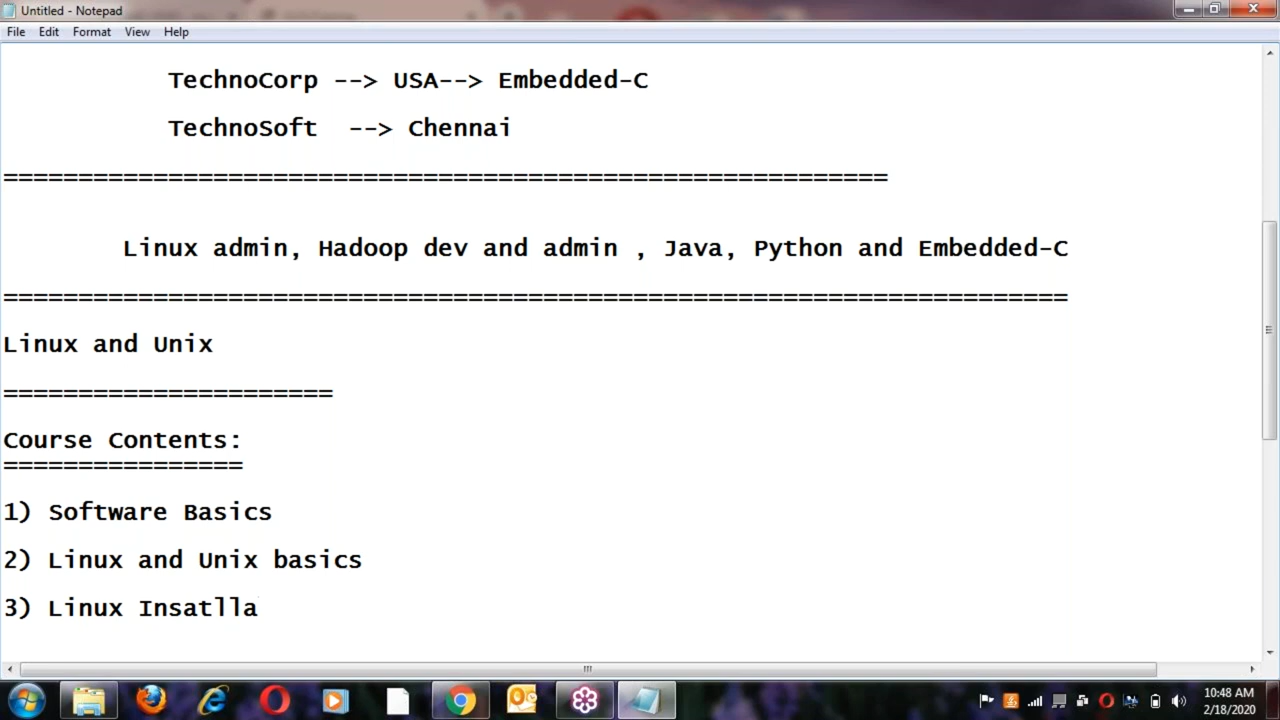 Untitled - Notepad
File Edit Format View Help
TechnoCorp --> USA--> Embedded-C
TechnoSoft --> Chennai
===========================================================
Linux admin, Hadoop dev and admin , Java, Python and Embedded-C
=======================================================================
Linux and Unix
======================
Course Contents:
================
1) Software Basics
2) Linux and Unix basics
3) Linux Insatlla
10:48 AM
2/18/2020